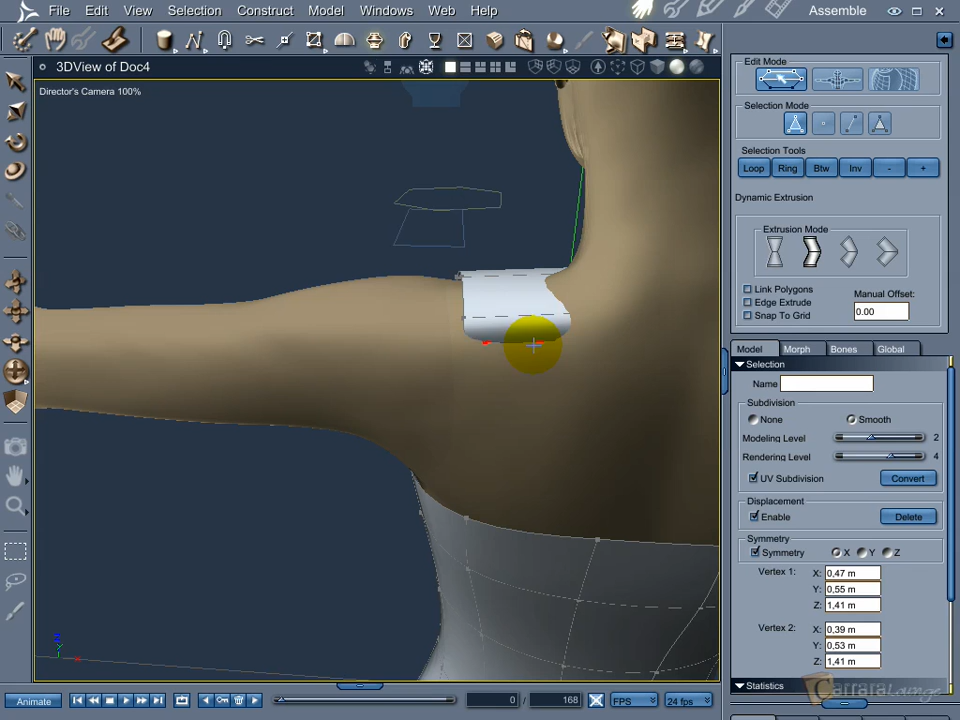 File Edit View Selection Construct Model Windows Web Help
Assemble
3DView of Doc4
Director's Camera 100%
Edit Mode
Selection Mode
Selection Tools
Loop Ring Btw Inv - +
Dynamic Extrusion
Extrusion Mode
Link Polygons
Edge Extrude
Snap To Grid
Manual Offset:
0.00
Model Morph Bones Global
Selection
Name
Subdivision
None Smooth
Modeling Level 2
Rendering Level 4
UV Subdivision Convert
Displacement
Enable Delete
Symmetry
Symmetry X Y Z
Vertex 1: X: 0,47 m
Y: 0,55 m
Z: 1,41 m
Vertex 2: X: 0,39 m
Y: 0,53 m
Z: 1,41 m
Statistics
Carrara Lounge
Z
Y
X
Animate 0 / 168 FPS 24 fps